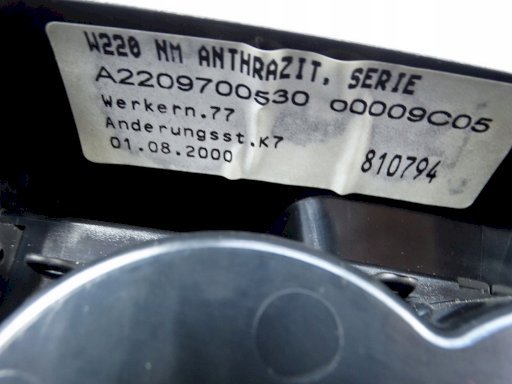 W220 NM ANTHRAZIT, SERIE
A2209700530 00009C05
Werkern.77
Anderungsst.K7
01.08.2000 810794